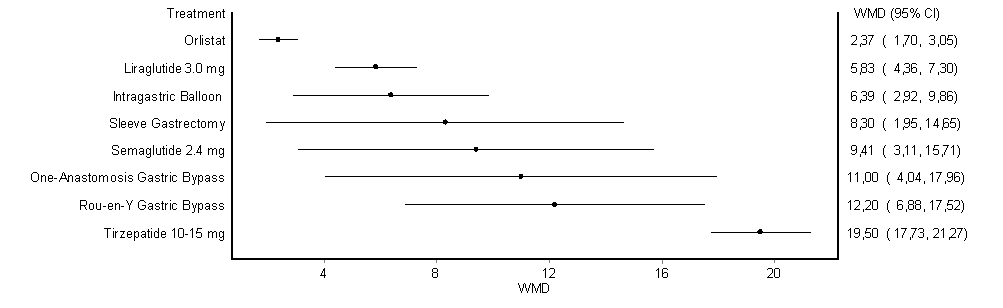 Treatment WMD (95% CI)
Orlistat 2,37 ( 1,70, 3,05)
Liraglutide 3.0 mg 5,83 ( 4,36, 7,30)
Intragastric Balloon 6,39 ( 2,92, 9,86)
Sleeve Gastrectomy 8,30 ( 1,95, 14,65)
Semaglutide 2.4 mg 9,41 ( 3,11, 15,71)
One-Anastomosis Gastric Bypass 11,00 ( 4,04, 17,96)
Rou-en-Y Gastric Bypass 12,20 ( 6,88, 17,52)
Tirzepatide 10-15 mg 19,50 ( 17,73, 21,27)
4 8 12 16 20
WMD